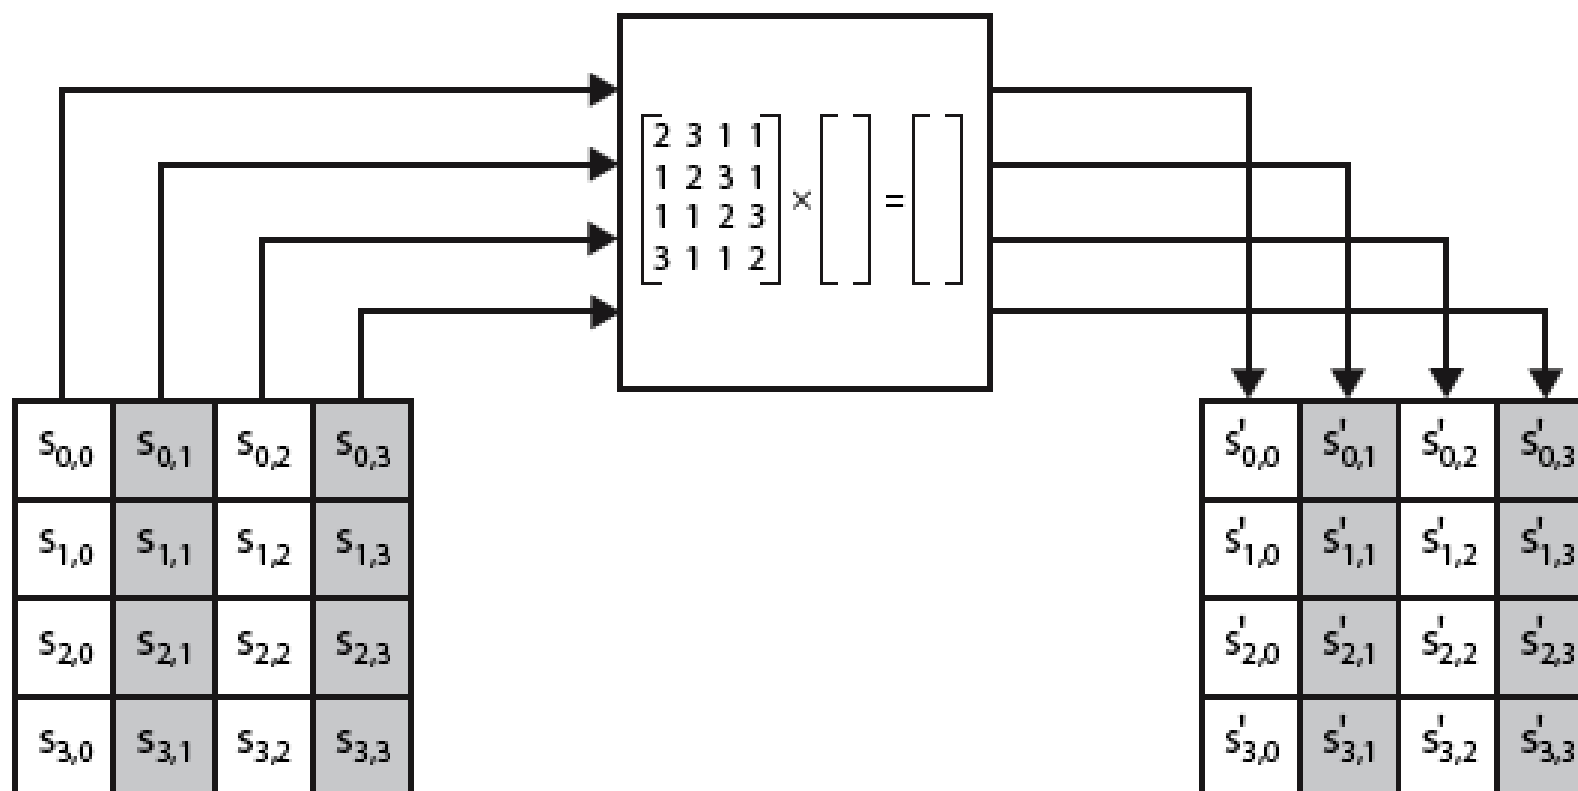 2 3 1 1
1 2 3 1
1 1 2 3
3 1 1 2
× =
S0,0 S0,1 S0,2 S0,3
S1,0 S1,1 S1,2 S1,3
S2,0 S2,1 S2,2 S2,3
S3,0 S3,1 S3,2 S3,3
S'0,0 S'0,1 S'0,2 S'0,3
S'1,0 S'1,1 S'1,2 S'1,3
S'2,0 S'2,1 S'2,2 S'2,3
S'3,0 S'3,1 S'3,2 S'3,3